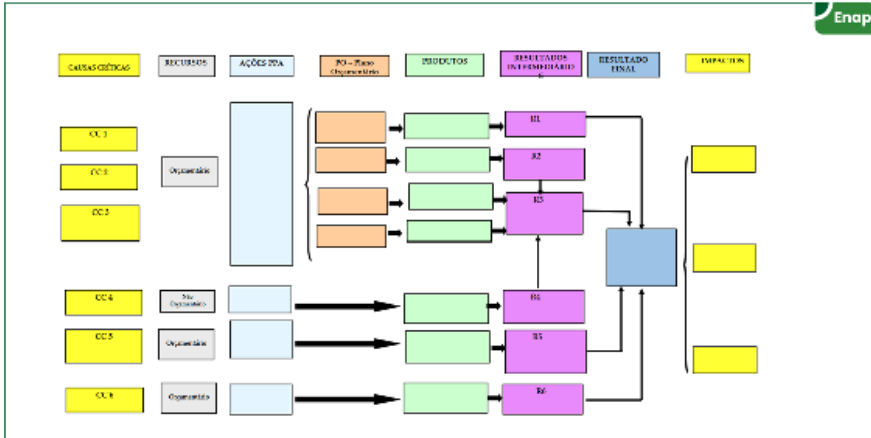 Enap
CAUSAS CRÍTICAS
RECURSOS
AÇÕES PPA
PO – Plano
Orçamentário
PRODUTOS
RESULTADOS
INTERMEDIÁRIO
S
RESULTADO
FINAL
IMPACTOS
CC 1
CC 2
CC 3
Orçamentário
R1
R2
R3
CC 4
Não
Orçamentário
R4
CC 5
Orçamentário
R5
CC 6
Orçamentário
R6